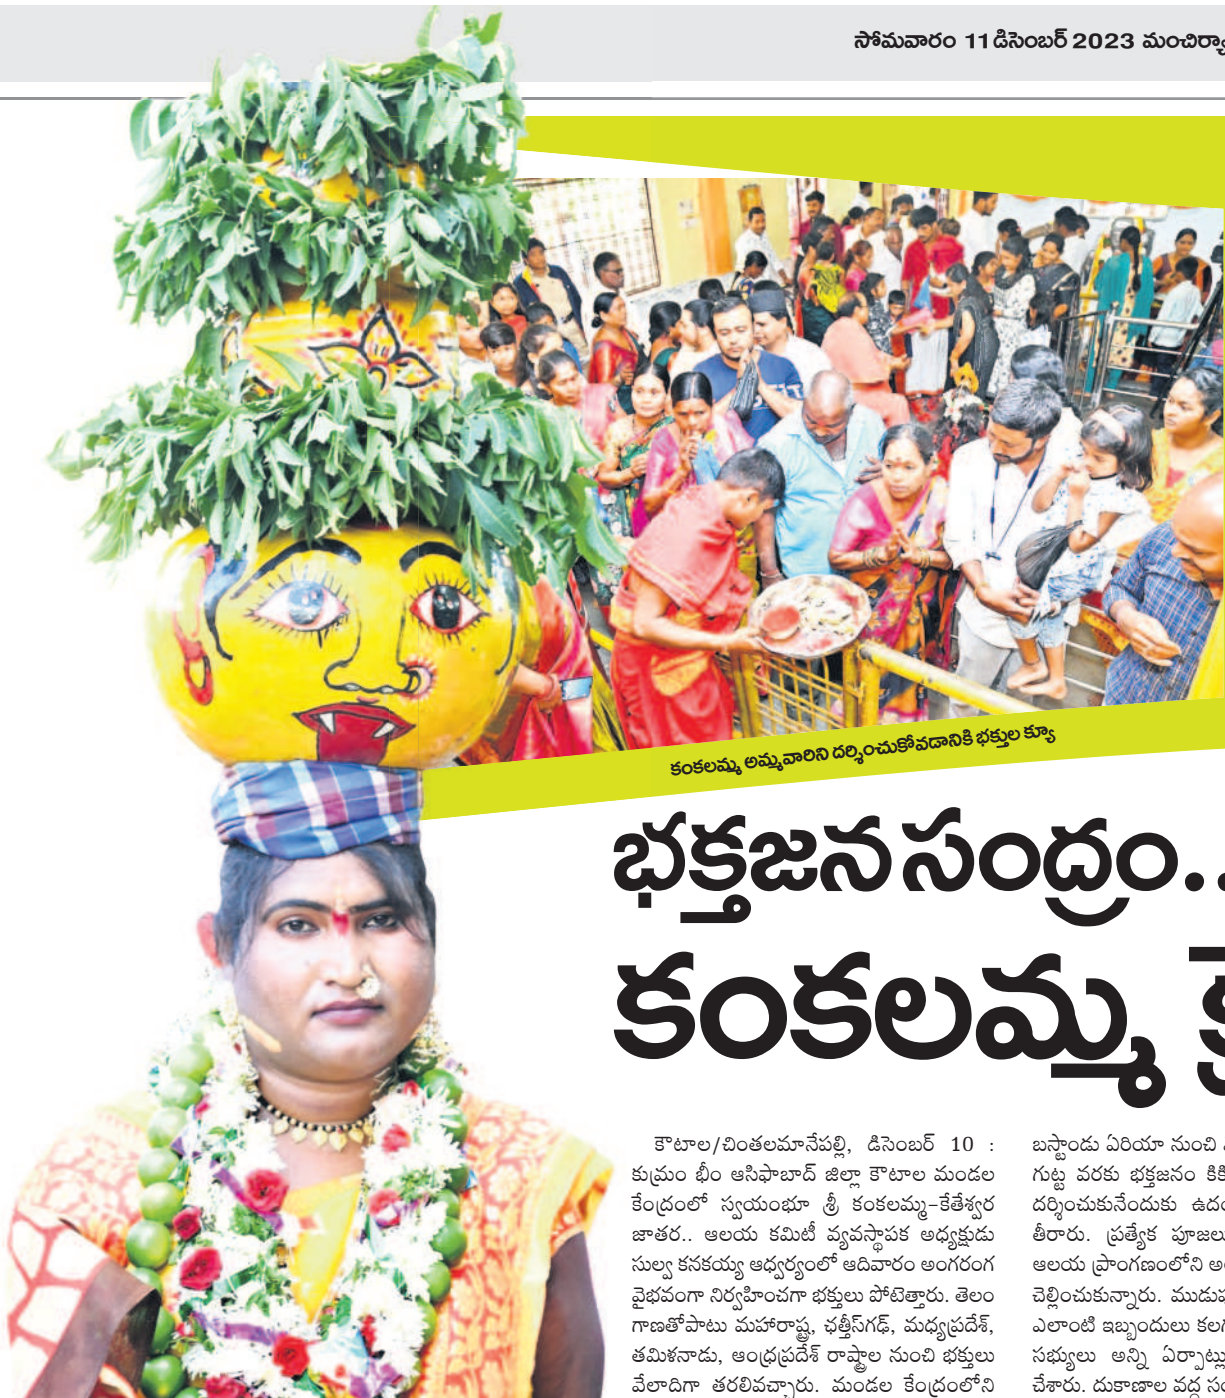 సోమవారం 11 డిసెంబర్ 2023
కంకలమ్మ అమ్మవారిని దర్శించుకోవడానికి భక్తుల క్యూ
భక్తజన సంద్రం..
కంకలమ్మ
కౌటాల/చింతలమానేపల్లి, డిసెంబర్ 10 :
కుమ్రం భీం ఆసిఫాబాద్ జిల్లా కౌటాల మండల
కేంద్రంలో స్వయంభూ శ్రీ కంకలమ్మ-కేతేశ్వర
జాతర.. ఆలయ కమిటీ వ్యవస్థాపక అధ్యక్షుడు
సుల్వ కనకయ్య ఆధ్వర్యంలో ఆదివారం అంగరంగ
వైభవంగా నిర్వహించగా భక్తులు పోటెత్తారు. తెలం
గాణతోపాటు మహారాష్ట్ర, ఛత్తీస్‌గఢ్, మధ్యప్రదేశ్,
తమిళనాడు, ఆంధ్రప్రదేశ్ రాష్ట్రాల నుంచి భక్తులు
వేలాదిగా తరలివచ్చారు. మండల కేంద్రంలోని
బస్టాండు ఏరియా నుంచి
గుట్ట వరకు భక్తజనం
దర్శించుకునేందుకు
తీరారు. ప్రత్యేక పూజలు
ఆలయ ప్రాంగణంలోని
చెల్లించుకున్నారు.
ఎలాంటి ఇబ్బందులు
సభ్యులు అన్ని ఏర్పాట్లు
చేశారు. దుకాణాల వద్ద